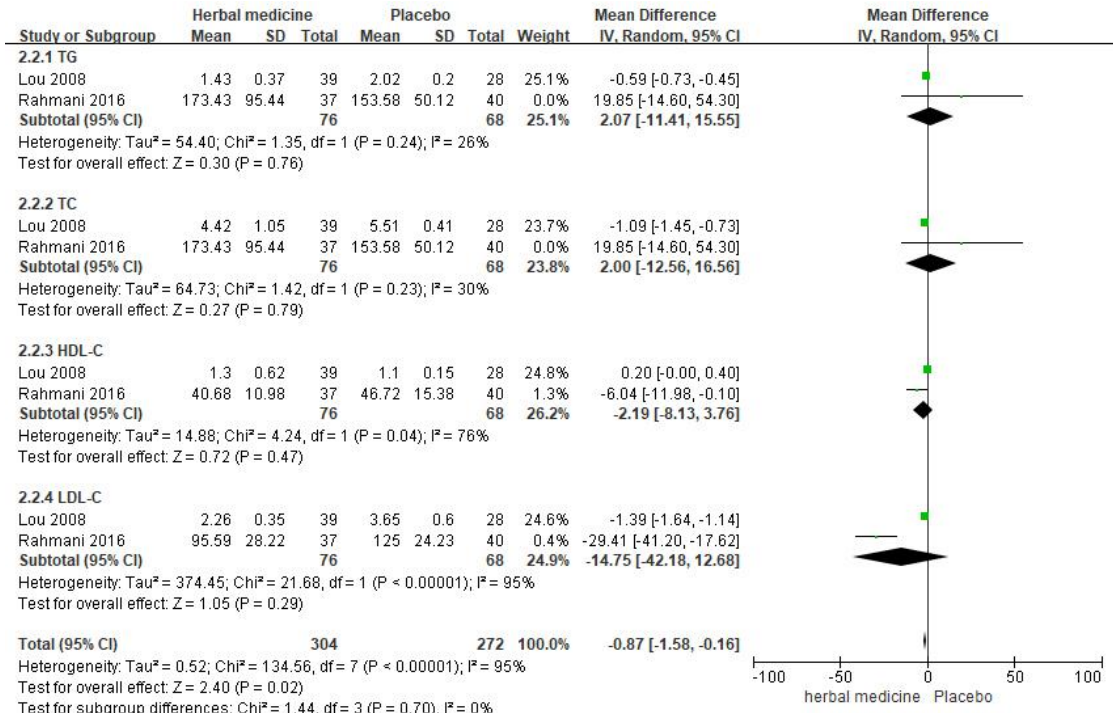 Herbal medicine Placebo Mean Difference Mean Difference
Study or Subgroup Mean SD Total Mean SD Total Weight IV, Random, 95% CI IV, Random, 95% CI
2.2.1 TG
Lou 2008 1.43 0.37 39 2.02 0.2 28 25.1% -0.59 [-0.73, -0.45]
Rahmani 2016 173.43 95.44 37 153.58 50.12 40 0.0% 19.85 [-14.60, 54.30]
Subtotal (95% CI) 76 68 25.1% 2.07 [-11.41, 15.55]
Heterogeneity: Tau² = 54.40; Chi² = 1.35, df = 1 (P = 0.24); I² = 26%
Test for overall effect: Z = 0.30 (P = 0.76)
2.2.2 TC
Lou 2008 4.42 1.05 39 5.51 0.41 28 23.7% -1.09 [-1.45, -0.73]
Rahmani 2016 173.43 95.44 37 153.58 50.12 40 0.0% 19.85 [-14.60, 54.30]
Subtotal (95% CI) 76 68 23.8% 2.00 [-12.56, 16.56]
Heterogeneity: Tau² = 64.73; Chi² = 1.42, df = 1 (P = 0.23); I² = 30%
Test for overall effect: Z = 0.27 (P = 0.79)
2.2.3 HDL-C
Lou 2008 1.3 0.62 39 1.1 0.15 28 24.8% 0.20 [-0.00, 0.40]
Rahmani 2016 40.68 10.98 37 46.72 15.38 40 1.3% -6.04 [-11.98, -0.10]
Subtotal (95% CI) 76 68 26.2% -2.19 [-8.13, 3.76]
Heterogeneity: Tau² = 14.88; Chi² = 4.24, df = 1 (P = 0.04); I² = 76%
Test for overall effect: Z = 0.72 (P = 0.47)
2.2.4 LDL-C
Lou 2008 2.26 0.35 39 3.65 0.6 28 24.6% -1.39 [-1.64, -1.14]
Rahmani 2016 95.59 28.22 37 125 24.23 40 0.4% -29.41 [-41.20, -17.62]
Subtotal (95% CI) 76 68 24.9% -14.75 [-42.18, 12.68]
Heterogeneity: Tau² = 374.45; Chi² = 21.68, df = 1 (P < 0.00001); I² = 95%
Test for overall effect: Z = 1.05 (P = 0.29)
Total (95% CI) 304 272 100.0% -0.87 [-1.58, -0.16]
Heterogeneity: Tau² = 0.52; Chi² = 134.56, df = 7 (P < 0.00001); I² = 95%
Test for overall effect: Z = 2.40 (P = 0.02)
Test for subgroup differences: Chi² = 1.44, df = 3 (P = 0.70), I² = 0%
-100 -50 0 50 100
herbal medicine Placebo